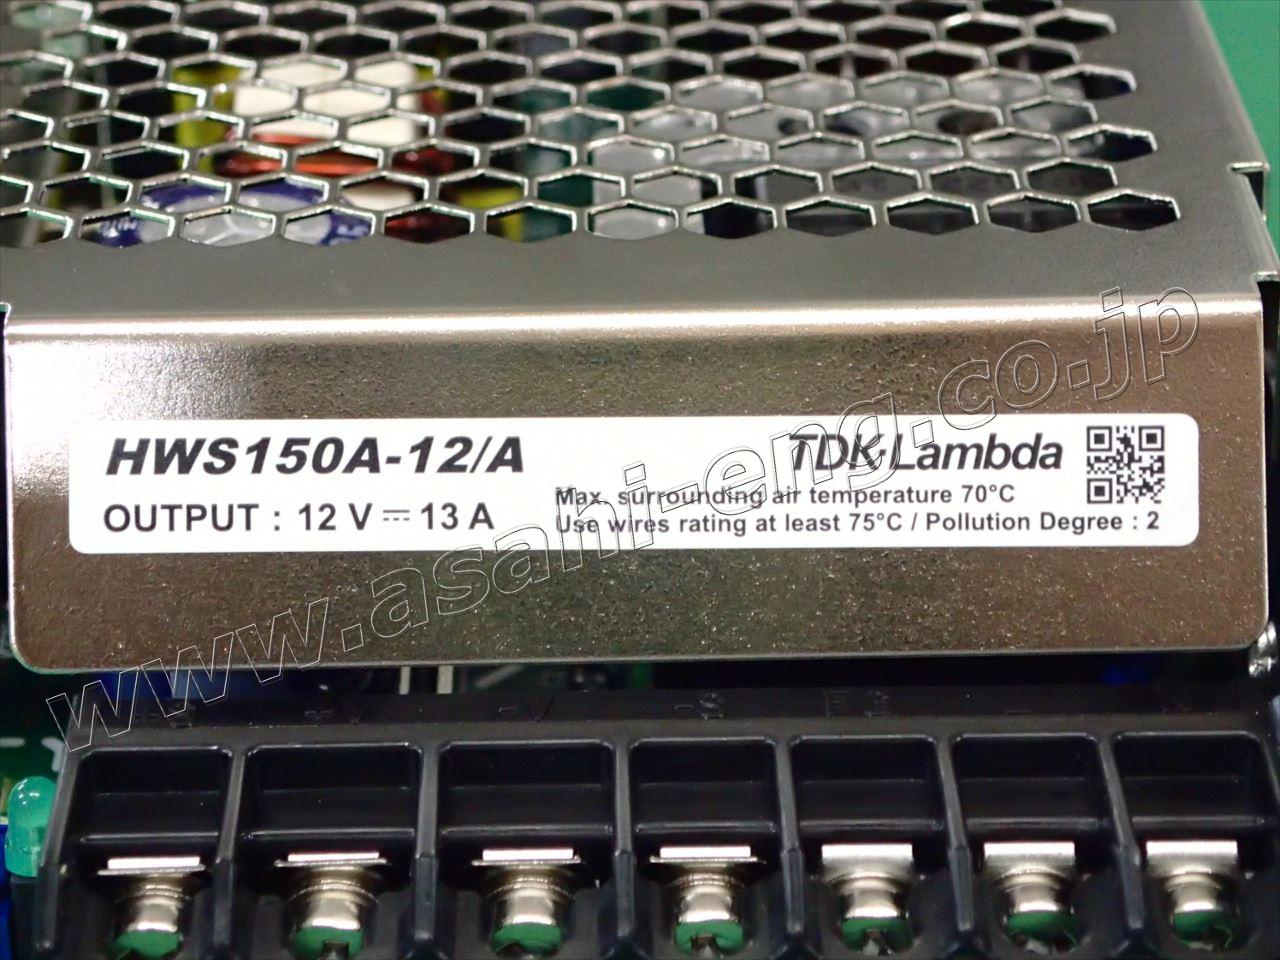 HWS150A-12/A
TDK-Lambda
OUTPUT : 12 V ⎓ 13 A
Max. surrounding air temperature 70°C
Use wires rating at least 75°C / Pollution Degree : 2
www.asahi-eng.co.jp
+V -V -S